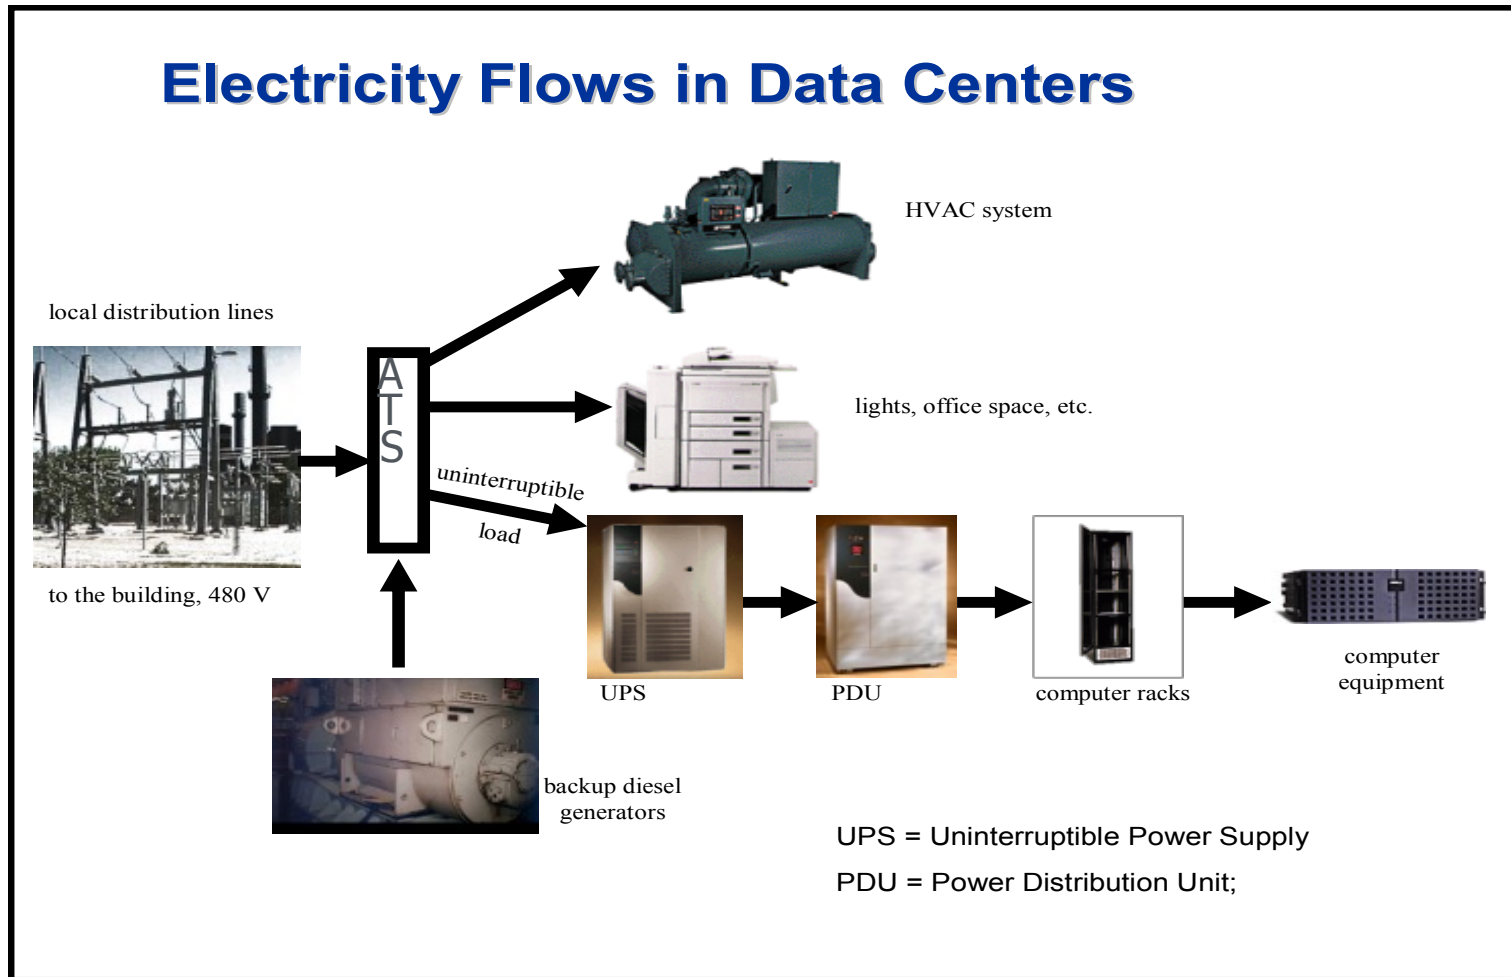 Electricity Flows in Data Centers
HVAC system
local distribution lines
A
T
S
lights, office space, etc.
uninterruptible
load
to the building, 480 V
UPS
PDU
computer racks
computer
equipment
backup diesel
generators
UPS = Uninterruptible Power Supply
PDU = Power Distribution Unit;